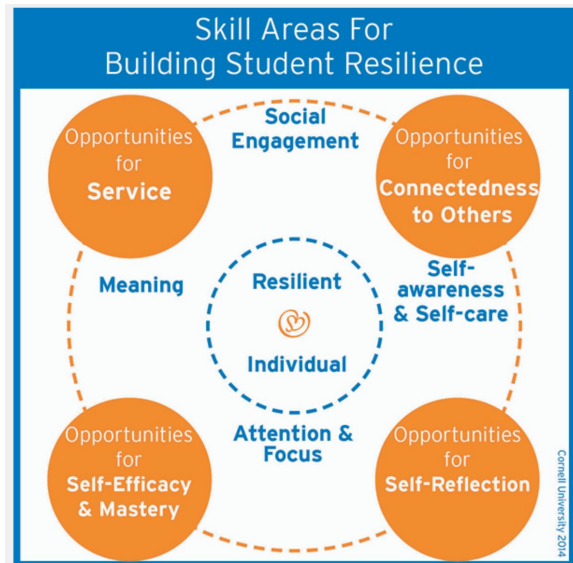 Skill Areas For
Building Student Resilience
Opportunities
for
Service
Social
Engagement
Opportunities
for
Connectedness
to Others
Meaning
Resilient
Individual
Self-
awareness
& Self-care
Opportunities
for
Self-Efficacy
& Mastery
Attention &
Focus
Opportunities
for
Self-Reflection
Cornell University 2014